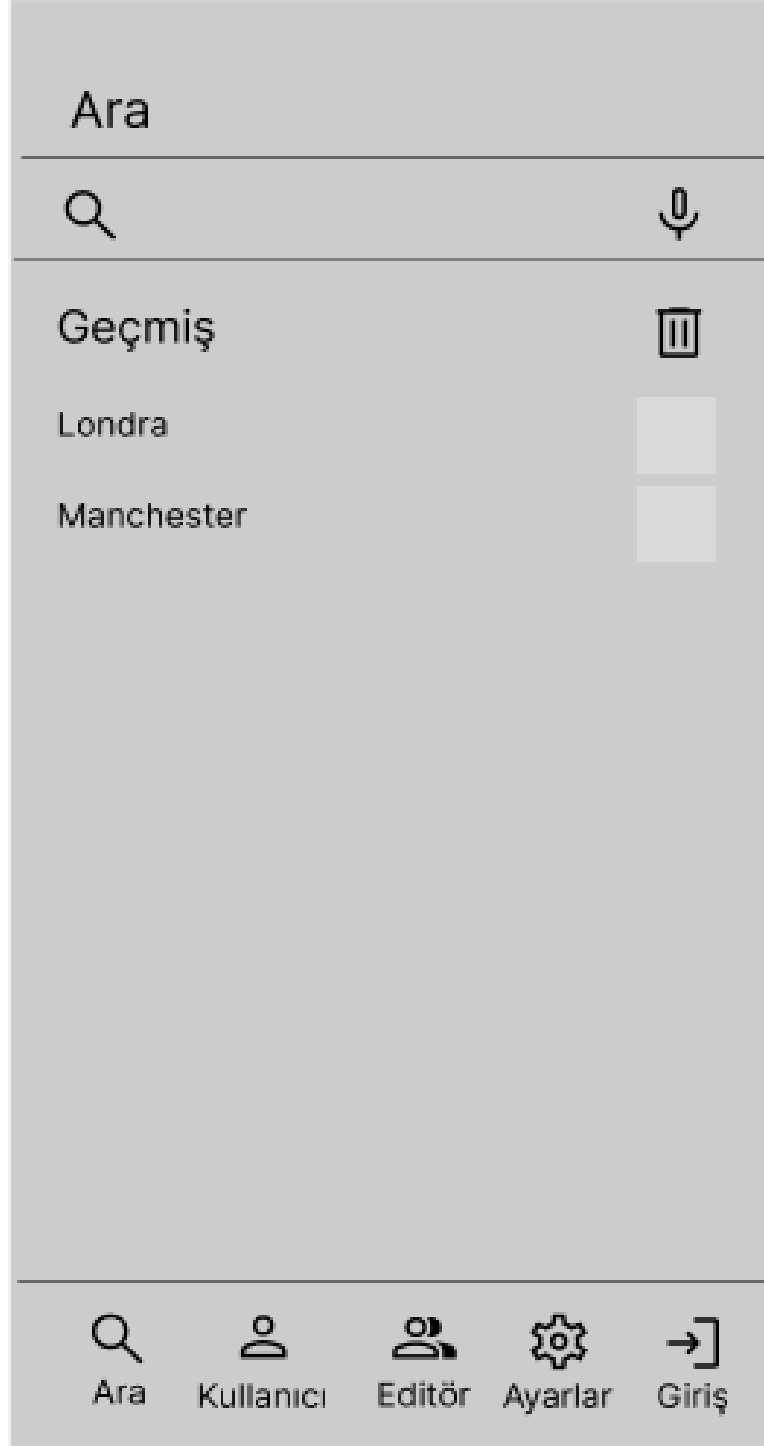 Ara
Geçmiş
Londra
Manchester
Ara Kullanıcı Editör Ayarlar Giriş